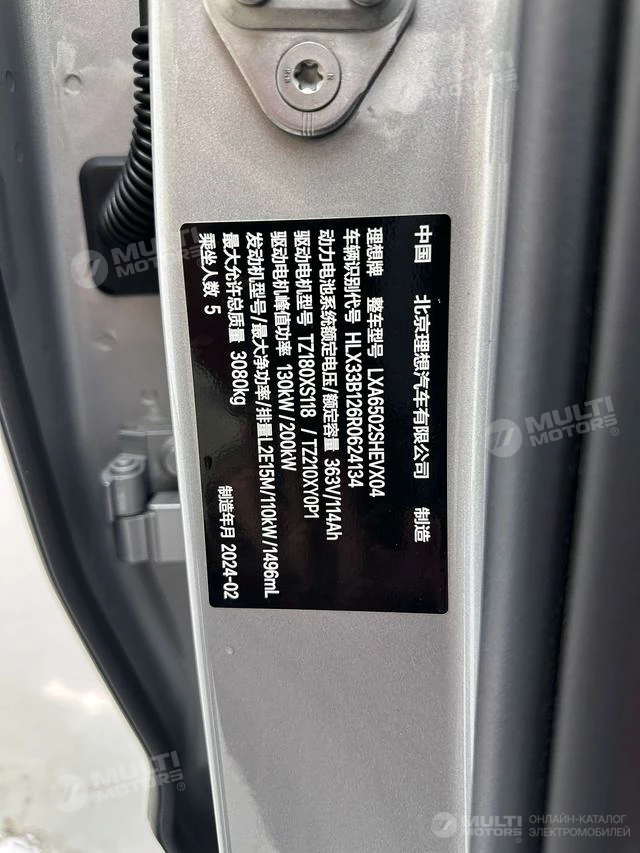 中国 北京理想汽车有限公司 制造
理想牌 整车型号 LXA6502SHEVX04
车辆识别代号 HLX33B126R0624134
动力电池系统额定电压/额定容量 363V/114Ah
驱动电机型号 TZ180XS118 /TZ210XY0P1
驱动电机峰值功率 130kW/200kW
发动机型号/最大净功率/排量L2E15M/110kW/1496mL
最大允许总质量 3080kg
乘坐人数 5 制造年月 2024-02
MULTI MOTORS®
MULTI MOTORS®
MULTI MOTORS®
MULTI MOTORS®
MULTI MOTORS®
MULTI MOTORS®
MULTI MOTORS®
ОНЛАЙН-КАТАЛОГ
ЭЛЕКТРОМОБИЛЕЙ